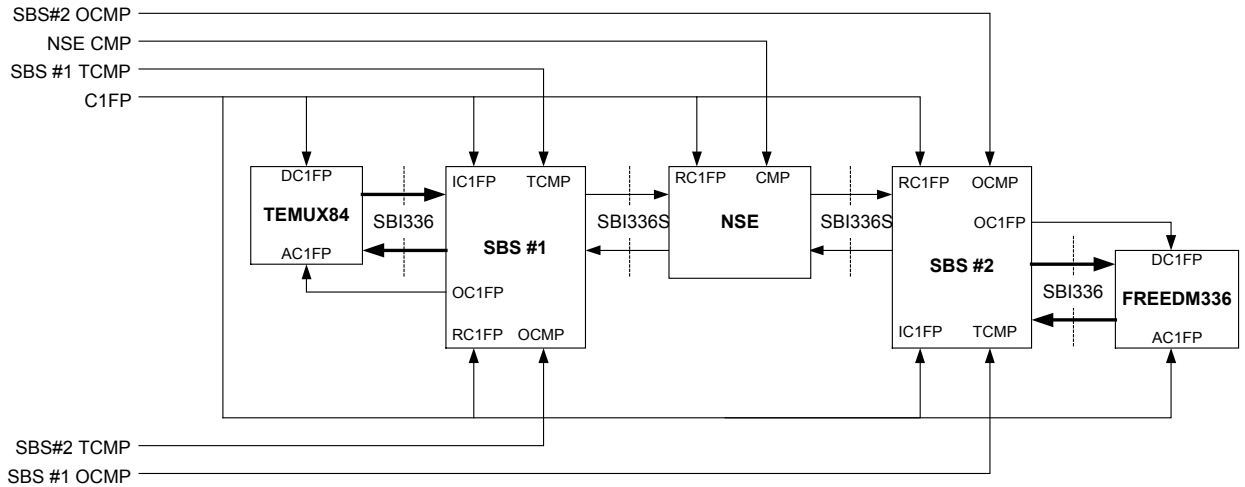 SBS#2 OCMP
NSE CMP
SBS #1 TCMP
C1FP
DC1FP
TEMUX84
AC1FP
SBI336
IC1FP
TCMP
SBS #1
OC1FP
RC1FP
OCMP
SBI336S
RC1FP
CMP
NSE
SBI336S
RC1FP
OCMP
OC1FP
SBS #2
IC1FP
TCMP
SBI336
DC1FP
FREEDM336
AC1FP
SBS#2 TCMP
SBS #1 OCMP